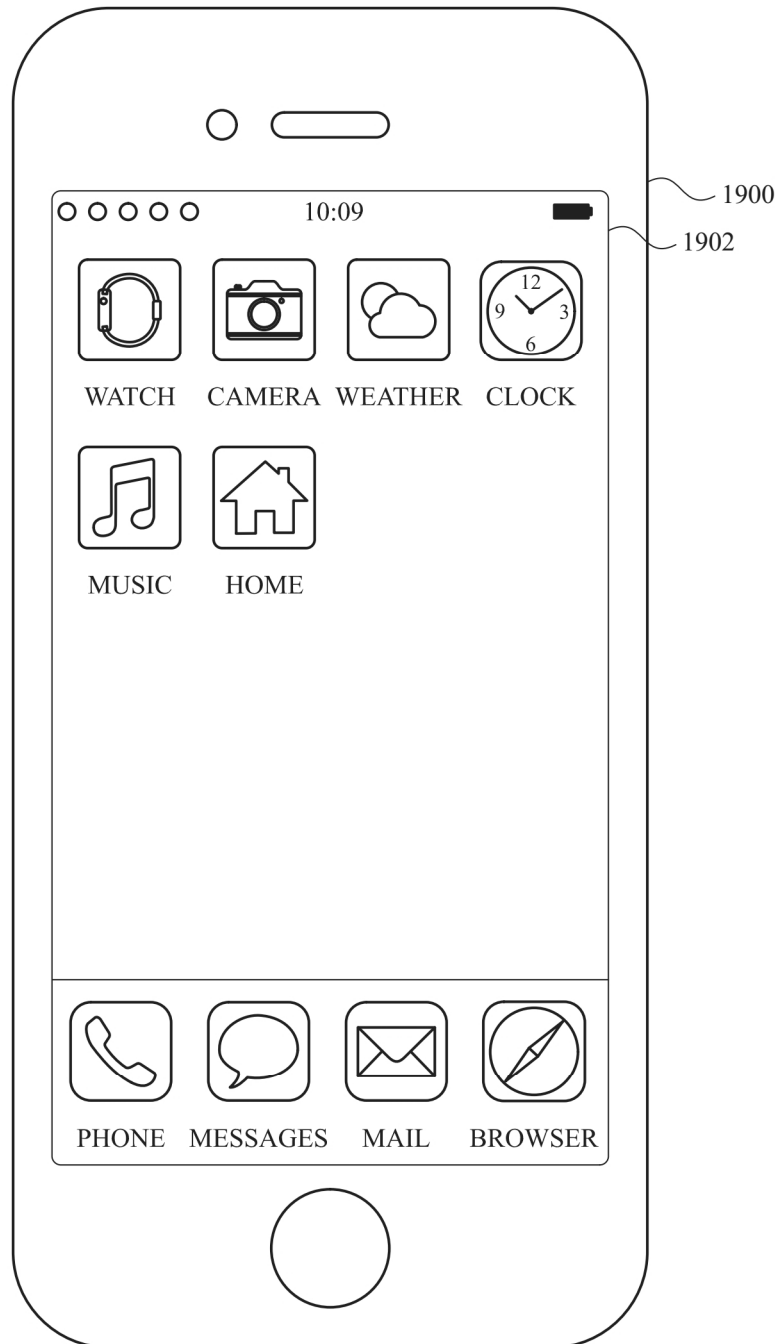 1900
10:09
1902
12
9 3
6
WATCH CAMERA WEATHER CLOCK
MUSIC HOME
PHONE MESSAGES MAIL BROWSER